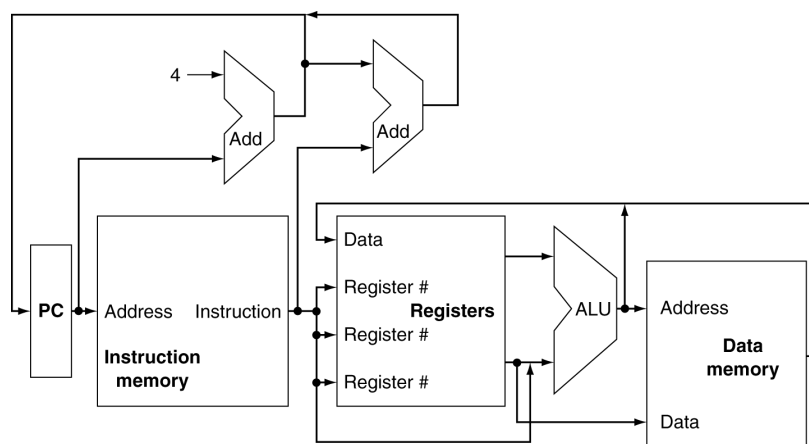 4
Add
Add
PC
Address
Instruction
Instruction
memory
Data
Register #
Registers
Register #
Register #
ALU
Address
Data
memory
Data